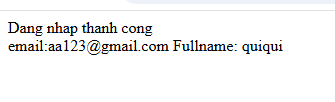 Dang nhap thanh cong
email:aa123@gmail.com Fullname: quiqui